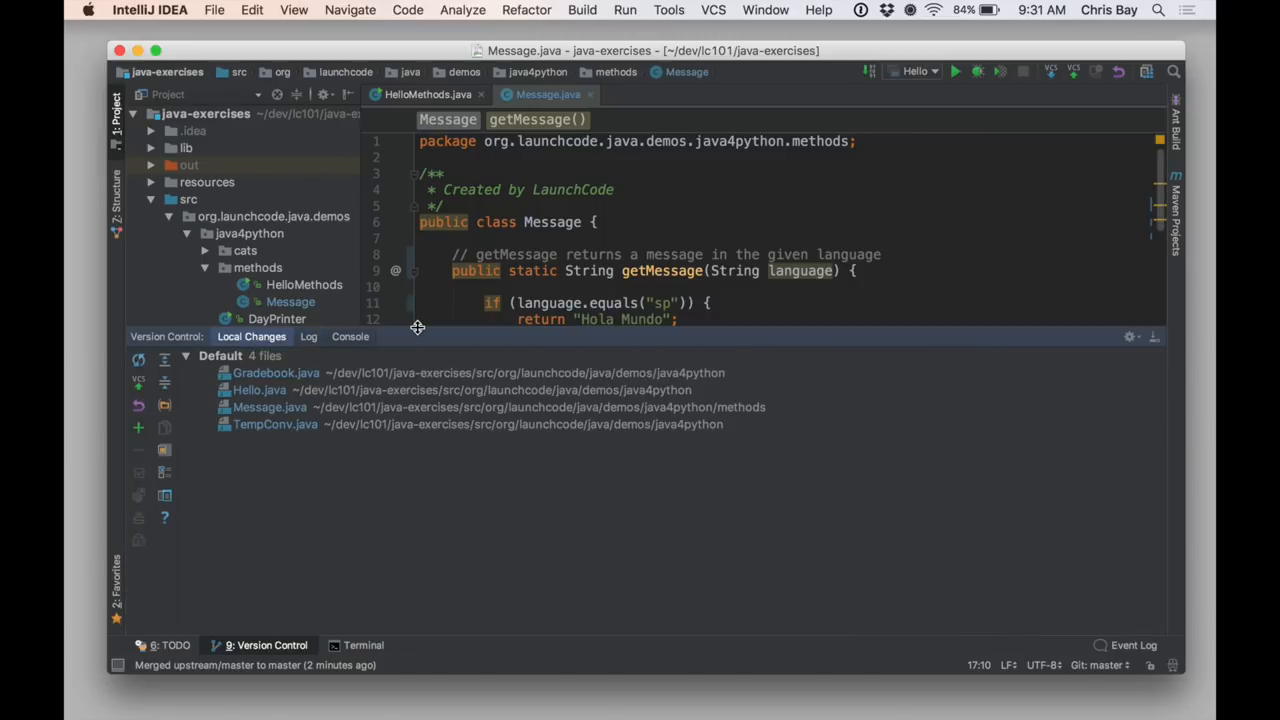 IntelliJ IDEA File Edit View Navigate Code Analyze Refactor Build Run Tools VCS Window Help 84% 9:31 AM Chris Bay
Message.java - java-exercises - [~/dev/lc101/java-exercises]
java-exercises src org launchcode java demos java4python methods Message Hello
Project HelloMethods.java Message.java
1: Project
7: Structure
2: Favorites
java-exercises ~/dev/lc101/java-e
.idea
lib
out
resources
src
org.launchcode.java.demos
java4python
cats
methods
HelloMethods
Message
DayPrinter
Message getMessage()
1 package org.launchcode.java.demos.java4python.methods;
2
3 /**
4 * Created by LaunchCode
5 */
6 public class Message {
7
8 // getMessage returns a message in the given language
9 @ public static String getMessage(String language) {
10
11 if (language.equals("sp")) {
12 return "Hola Mundo";
Ant Build
Maven Projects
Version Control: Local Changes Log Console
Default 4 files
Gradebook.java ~/dev/lc101/java-exercises/src/org/launchcode/java/demos/java4python
Hello.java ~/dev/lc101/java-exercises/src/org/launchcode/java/demos/java4python
Message.java ~/dev/lc101/java-exercises/src/org/launchcode/java/demos/java4python/methods
TempConv.java ~/dev/lc101/java-exercises/src/org/launchcode/java/demos/java4python
6: TODO 9: Version Control Terminal Event Log
Merged upstream/master to master (2 minutes ago) 17:10 LF UTF-8 Git: master